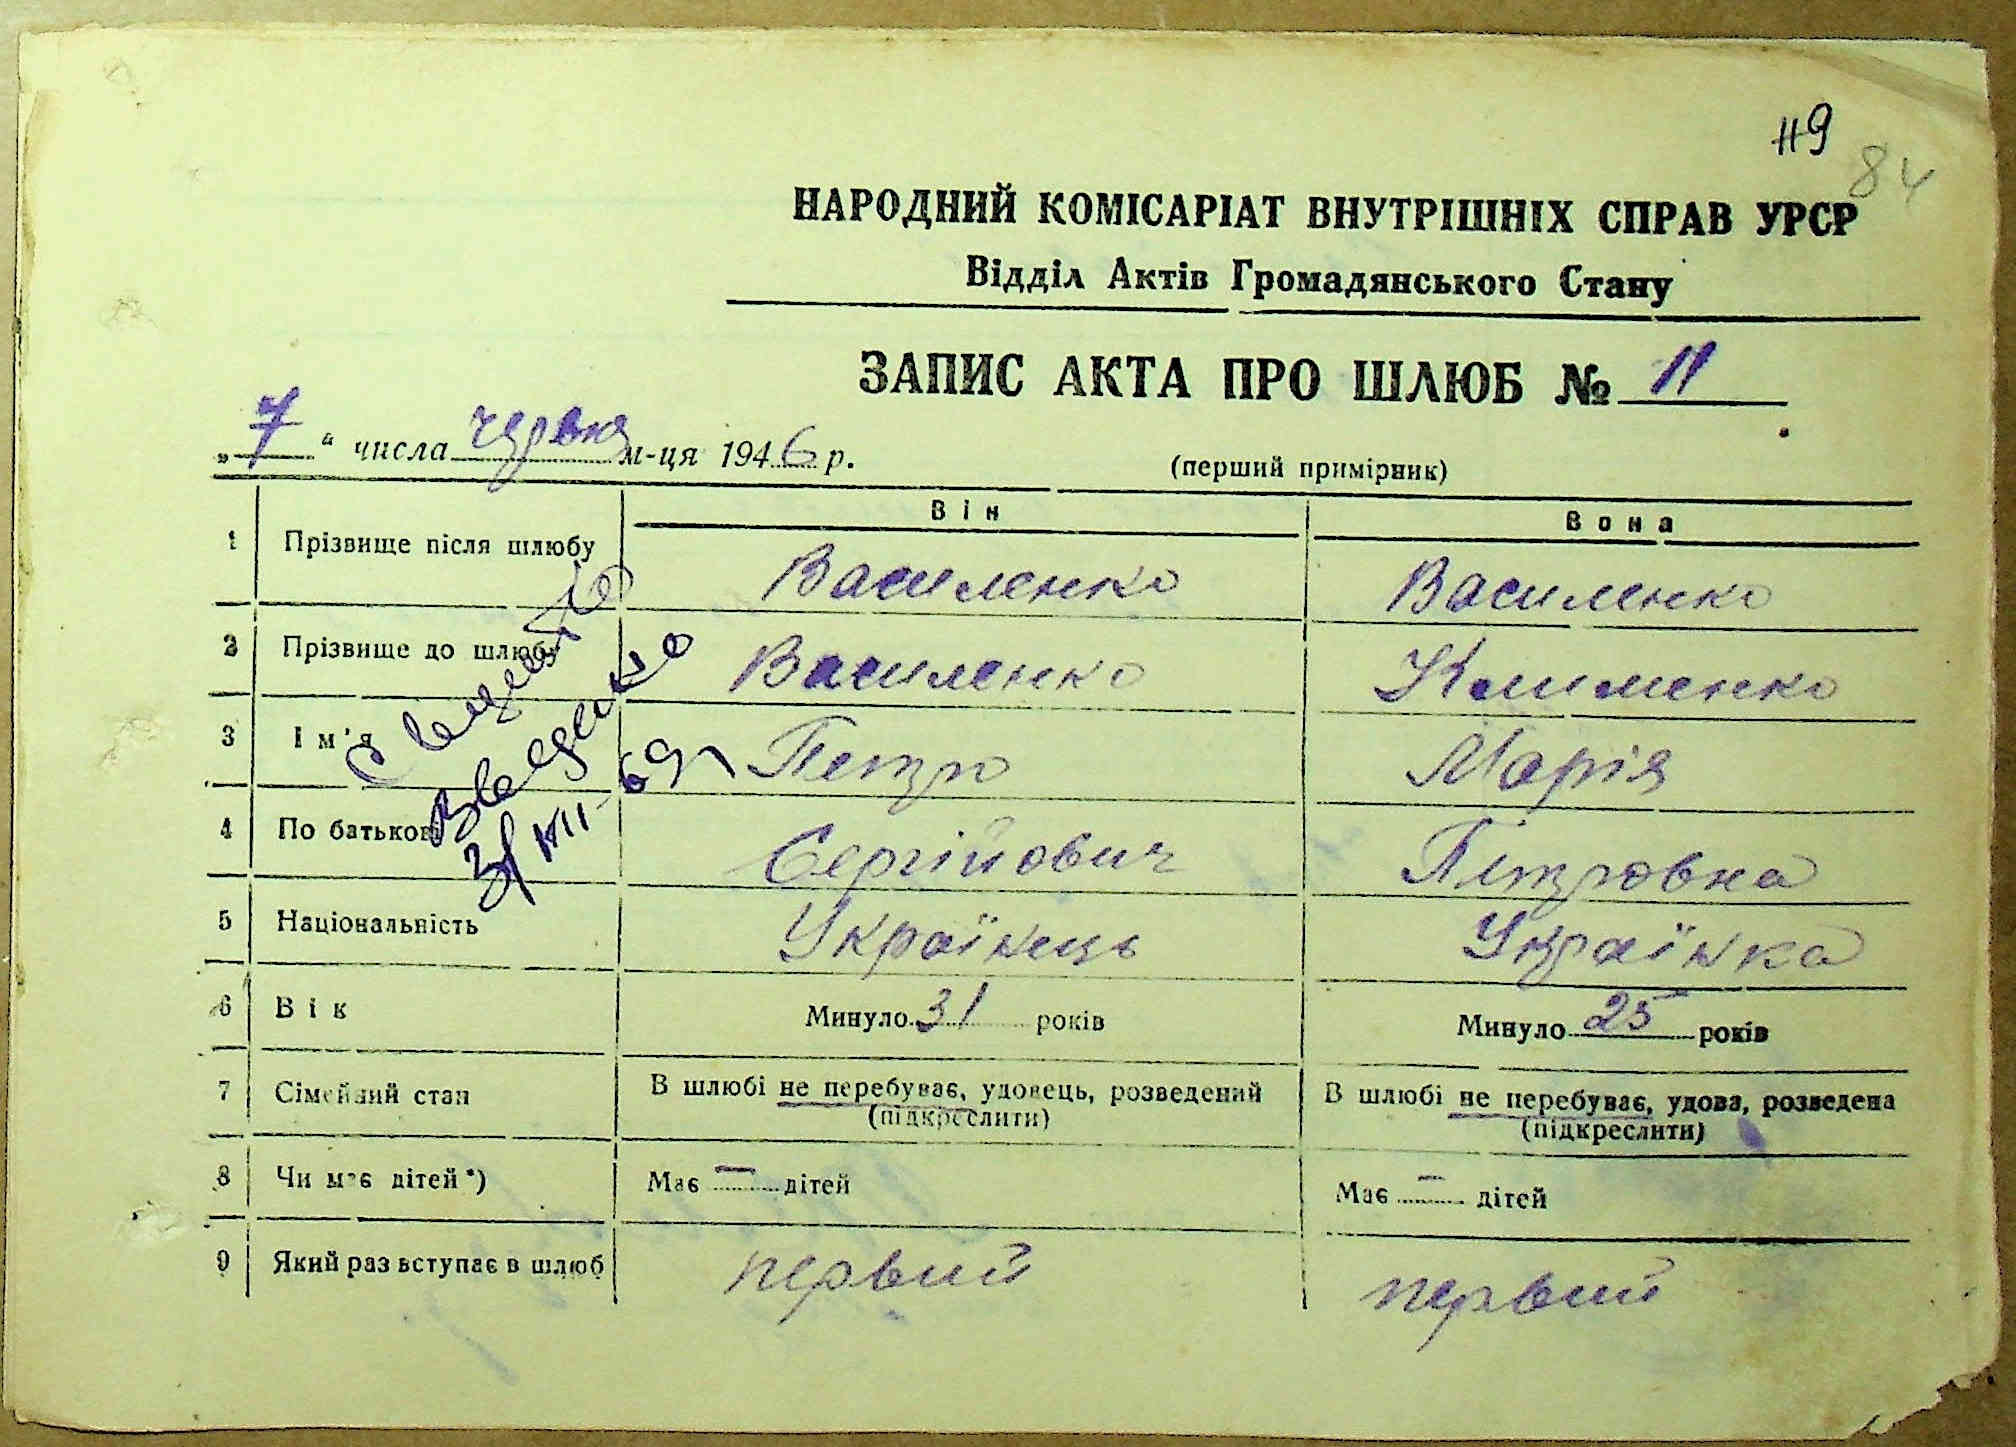 119
84
НАРОДНИЙ КОМІСАРІАТ ВНУТРІШНІХ СПРАВ УРСР
Відділ Актів Громадянського Стану
ЗАПИС АКТА ПРО ШЛЮБ № 11
„7“ числа червня м-ця 1946 р.
(перший примірник)
Він Вона
1 Прізвище після шлюбу Василенко Василенко
2 Прізвище до шлюбу Василенко Клименко
3 Ім'я Петро Марія
4 По батькові Сергійович Петровна
5 Національність Українець Українка
6 Вік Минуло 31 років Минуло 25 років
7 Сімейний стан В шлюбі не перебуває, удовець, розведений (підкреслити) В шлюбі не перебуває, удова, розведена (підкреслити)
8 Чи має дітей*) Має — дітей Має — дітей
9 Який раз вступає в шлюб первий первий